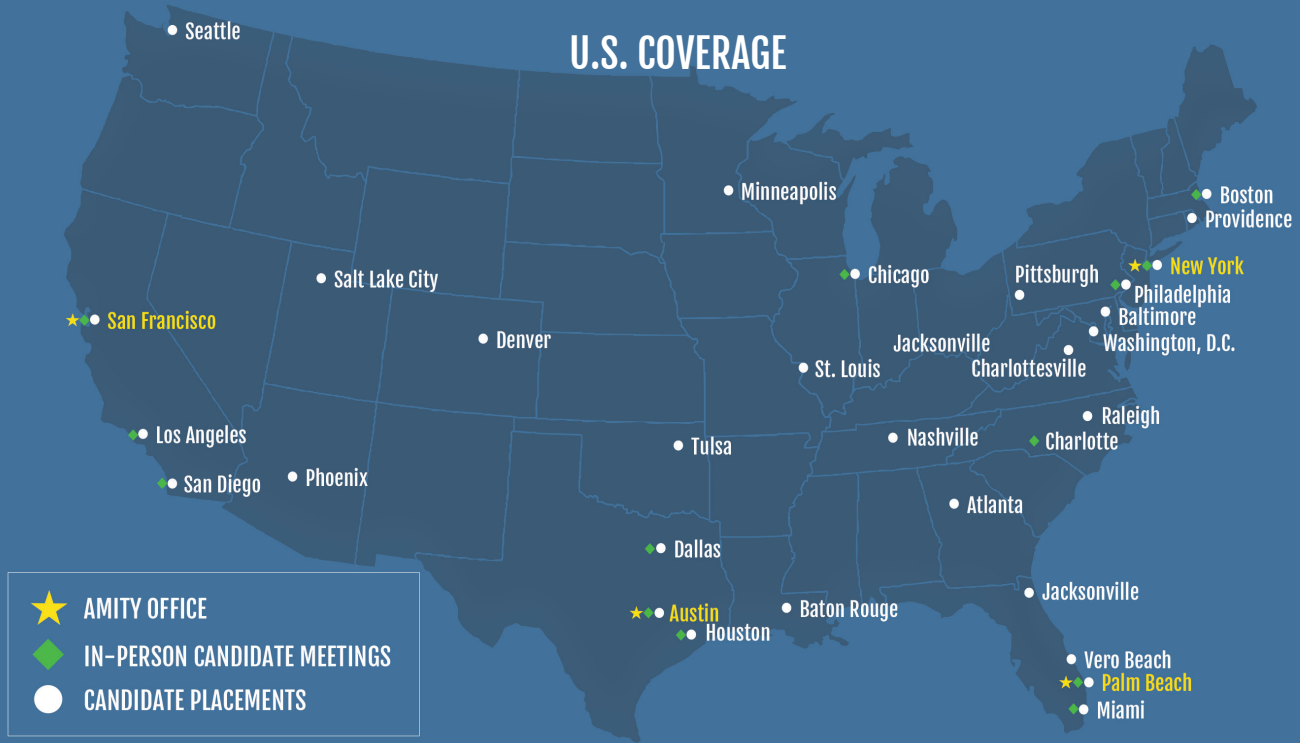 U.S. COVERAGE
Seattle
Minneapolis
Boston
Providence
New York
Salt Lake City
Chicago
Pittsburgh
Philadelphia
San Francisco
Baltimore
Denver
Jacksonville
Washington, D.C.
St. Louis
Charlottesville
Raleigh
Los Angeles
Tulsa
Nashville
Charlotte
San Diego
Phoenix
Atlanta
Dallas
Jacksonville
Austin
Baton Rouge
Houston
Vero Beach
Palm Beach
Miami
AMITY OFFICE
IN-PERSON CANDIDATE MEETINGS
CANDIDATE PLACEMENTS